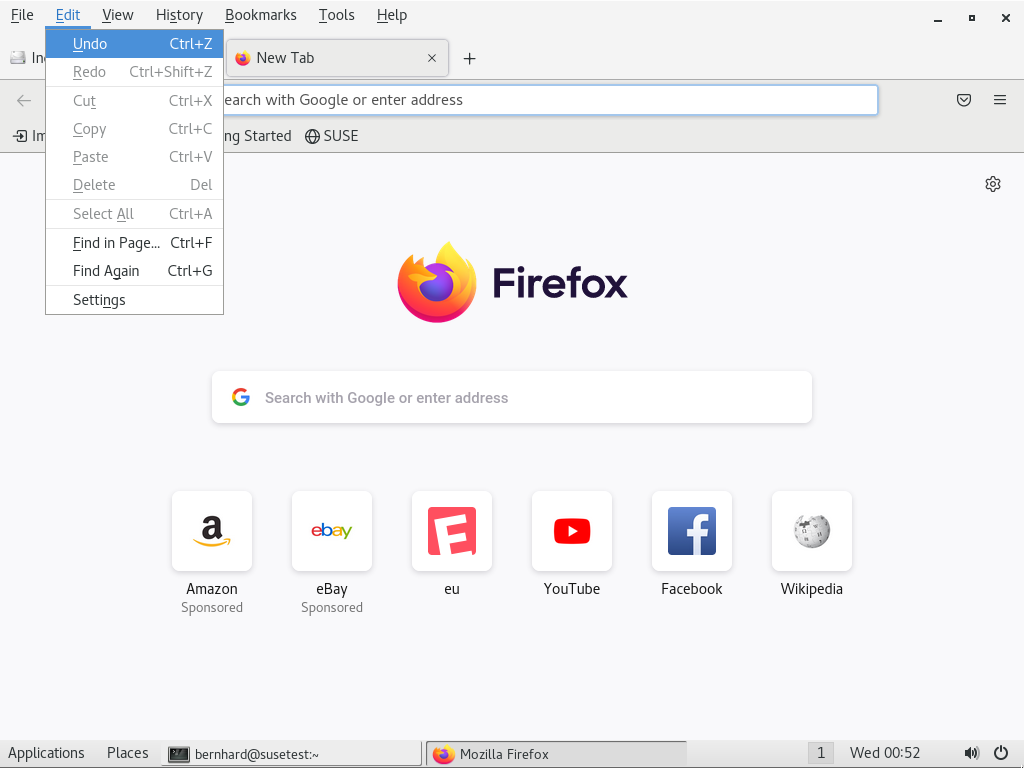 File Edit View History Bookmarks Tools Help
New Tab
Undo Ctrl+Z
Redo Ctrl+Shift+Z
Cut Ctrl+X
Copy Ctrl+C
Paste Ctrl+V
Delete Del
Select All Ctrl+A
Find in Page... Ctrl+F
Find Again Ctrl+G
Settings
earch with Google or enter address
ng Started SUSE
Firefox
Search with Google or enter address
a ebay
Amazon eBay eu YouTube Facebook Wikipedia
Sponsored Sponsored
Applications Places bernhard@susetest:~ Mozilla Firefox 1 Wed 00:52